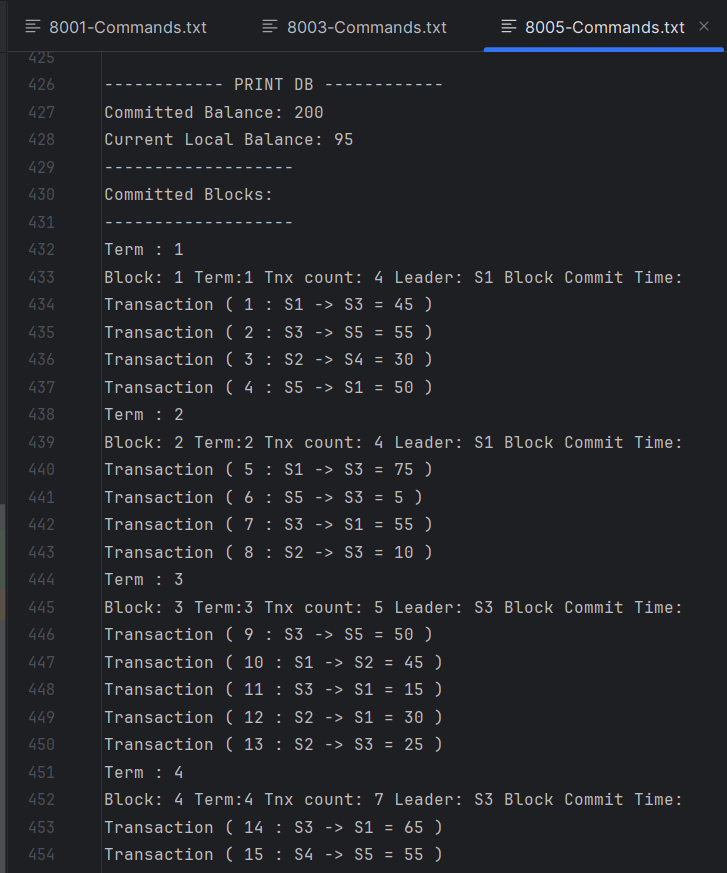 8001-Commands.txt 8003-Commands.txt 8005-Commands.txt
425
426 ------------ PRINT DB ------------
427 Committed Balance: 200
428 Current Local Balance: 95
429 -------------------
430 Committed Blocks:
431 -------------------
432 Term : 1
433 Block: 1 Term:1 Tnx count: 4 Leader: S1 Block Commit Time:
434 Transaction ( 1 : S1 -> S3 = 45 )
435 Transaction ( 2 : S3 -> S5 = 55 )
436 Transaction ( 3 : S2 -> S4 = 30 )
437 Transaction ( 4 : S5 -> S1 = 50 )
438 Term : 2
439 Block: 2 Term:2 Tnx count: 4 Leader: S1 Block Commit Time:
440 Transaction ( 5 : S1 -> S3 = 75 )
441 Transaction ( 6 : S5 -> S3 = 5 )
442 Transaction ( 7 : S3 -> S1 = 55 )
443 Transaction ( 8 : S2 -> S3 = 10 )
444 Term : 3
445 Block: 3 Term:3 Tnx count: 5 Leader: S3 Block Commit Time:
446 Transaction ( 9 : S3 -> S5 = 50 )
447 Transaction ( 10 : S1 -> S2 = 45 )
448 Transaction ( 11 : S3 -> S1 = 15 )
449 Transaction ( 12 : S2 -> S1 = 30 )
450 Transaction ( 13 : S2 -> S3 = 25 )
451 Term : 4
452 Block: 4 Term:4 Tnx count: 7 Leader: S3 Block Commit Time:
453 Transaction ( 14 : S3 -> S1 = 65 )
454 Transaction ( 15 : S4 -> S5 = 55 )